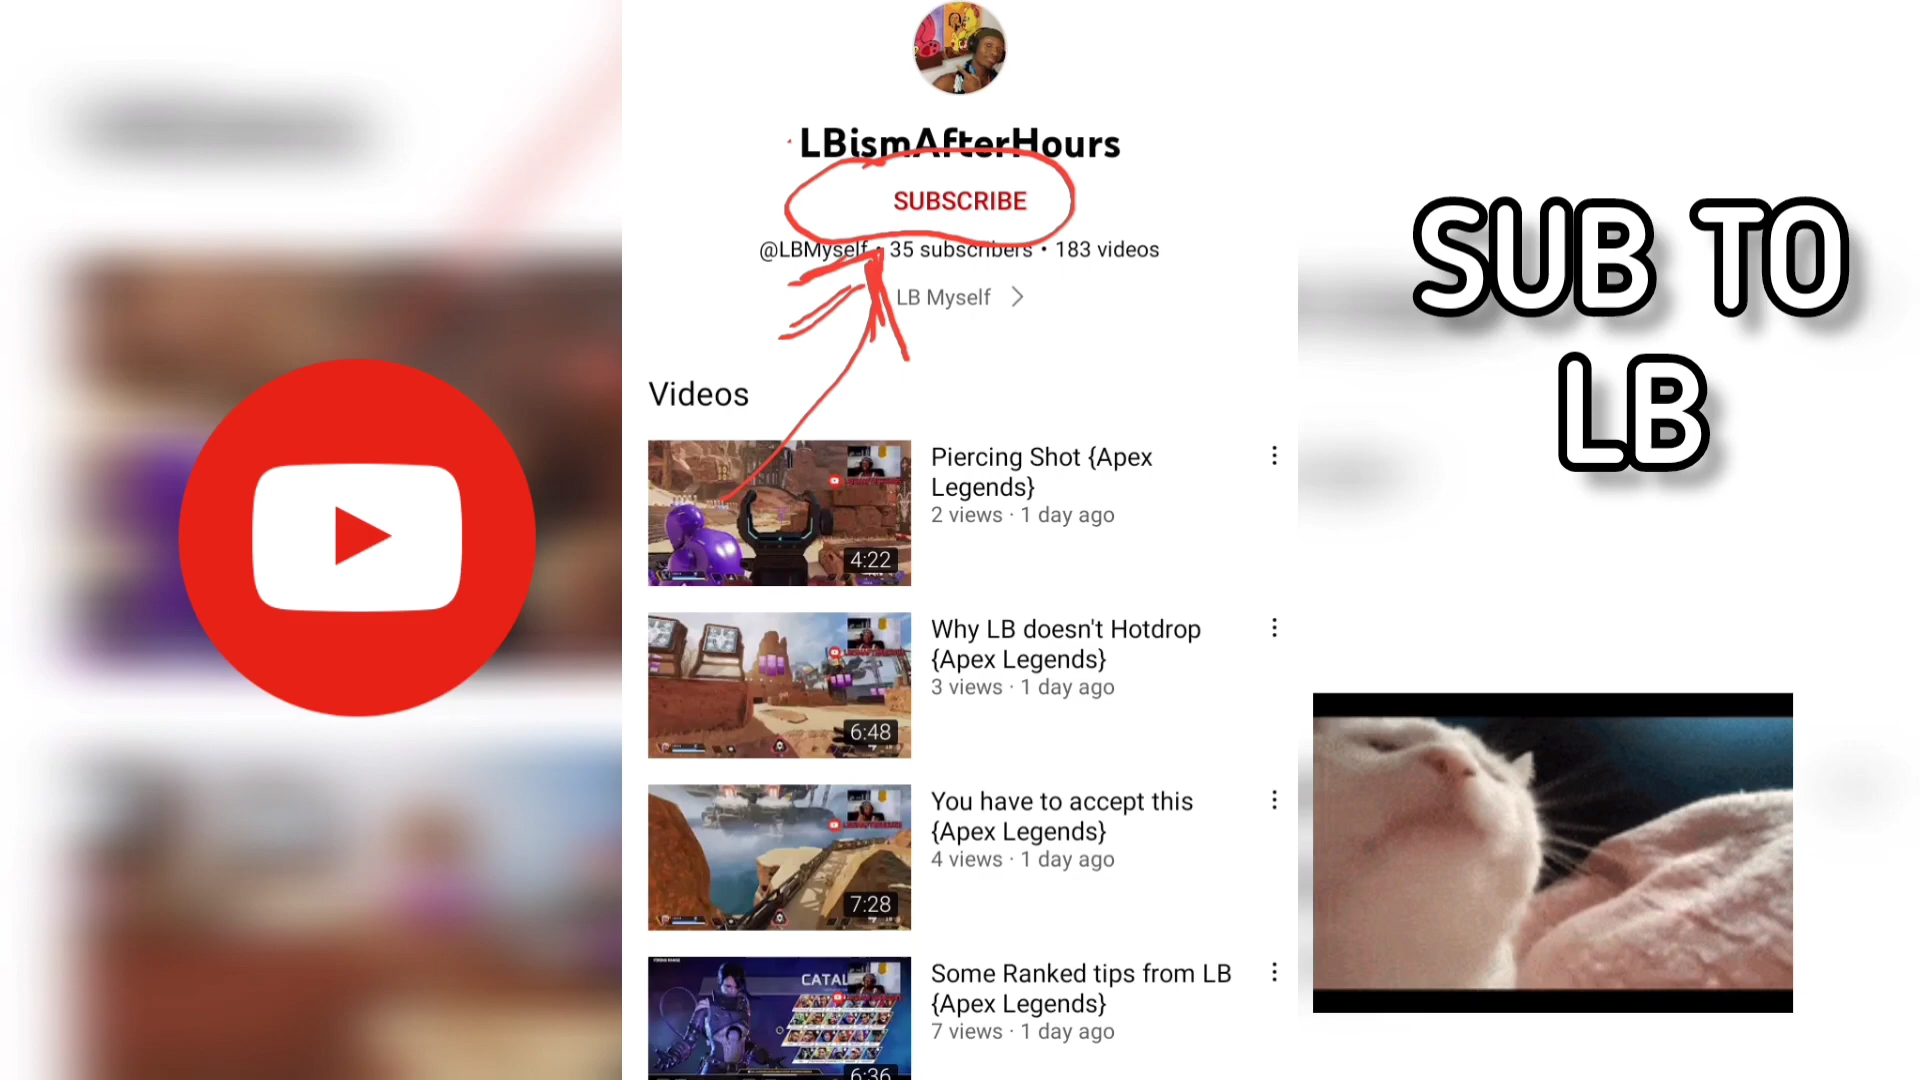 LBismAfterHours
SUBSCRIBE
@LBMyself • 35 subscribers • 183 videos
LB Myself
Videos
Piercing Shot {Apex
Legends}
2 views · 1 day ago
4:22
Why LB doesn't Hotdrop
{Apex Legends}
3 views · 1 day ago
6:48
You have to accept this
{Apex Legends}
4 views · 1 day ago
7:28
Some Ranked tips from LB
{Apex Legends}
7 views · 1 day ago
6:36
SUB TO
LB